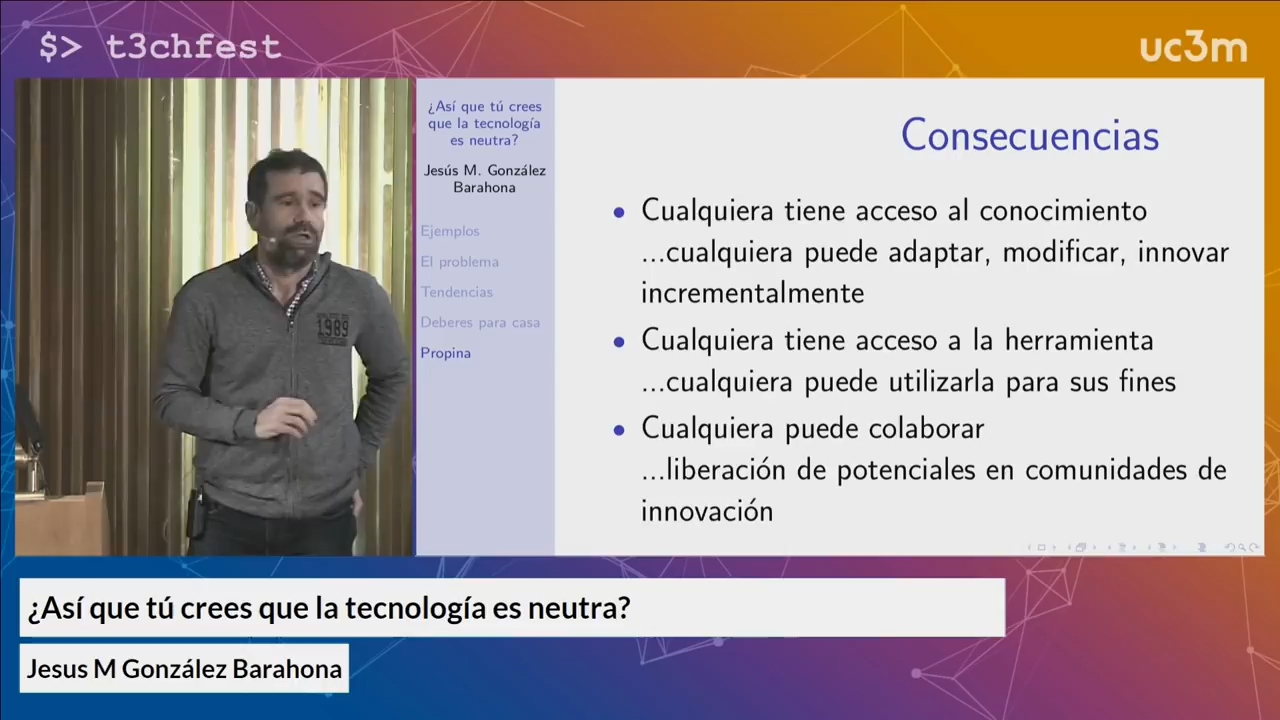 $> t3chfest
uc3m
¿Así que tú crees
que la tecnología
es neutra?
Jesús M. González
Barahona
Ejemplos
El problema
Tendencias
Deberes para casa
Propina
Consecuencias
• Cualquiera tiene acceso al conocimiento
...cualquiera puede adaptar, modificar, innovar
incrementalmente
• Cualquiera tiene acceso a la herramienta
...cualquiera puede utilizarla para sus fines
• Cualquiera puede colaborar
...liberación de potenciales en comunidades de
innovación
1989
¿Así que tú crees que la tecnología es neutra?
Jesus M González Barahona